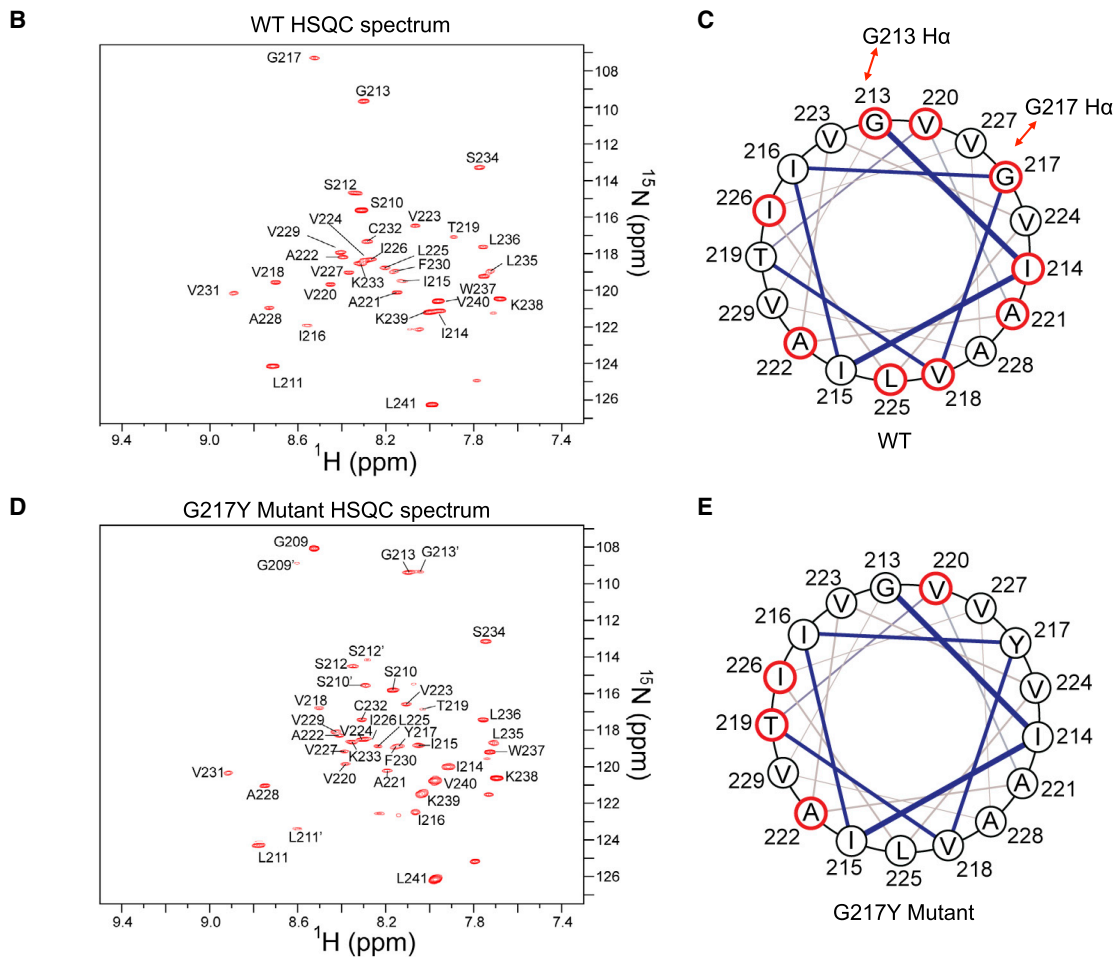 B
WT HSQC spectrum
G217
G213
S234
S212
S210
V224
V223
T219
C232
V229
I226
L225
L236
A222
F230
L235
V218
V227
K233
I215
W237
V231
V220
A221
V240
K238
A228
K239
I214
I216
L211
L241
108
110
112
114
116
118
120
122
124
126
15N (ppm)
9.4
9.0
8.6
8.2
7.8
7.4
1H (ppm)
C
G213 Hα
G217 Hα
213
220
223
227
216
217
226
224
219
214
229
221
222
228
215
225
218
G
V
V
V
I
G
I
V
T
I
V
A
A
A
I
L
V
WT
D
G217Y Mutant HSQC spectrum
G209
G209'
G213
G213'
S234
S212'
S212
S210'
S210
V223
V218
C232
T219
I226
L225
L236
V229
V224
Y217
L235
A222
I215
V227
K233
F230
W237
V220
A221
I214
K238
V231
V240
A228
K239
I216
L211'
L211
L241
108
110
112
114
116
118
120
122
124
126
15N (ppm)
9.4
9.0
8.6
8.2
7.8
7.4
1H (ppm)
E
213
220
223
227
216
217
226
224
219
214
229
221
222
228
215
225
218
G
V
V
V
I
Y
I
V
T
I
V
A
A
A
I
L
V
G217Y Mutant